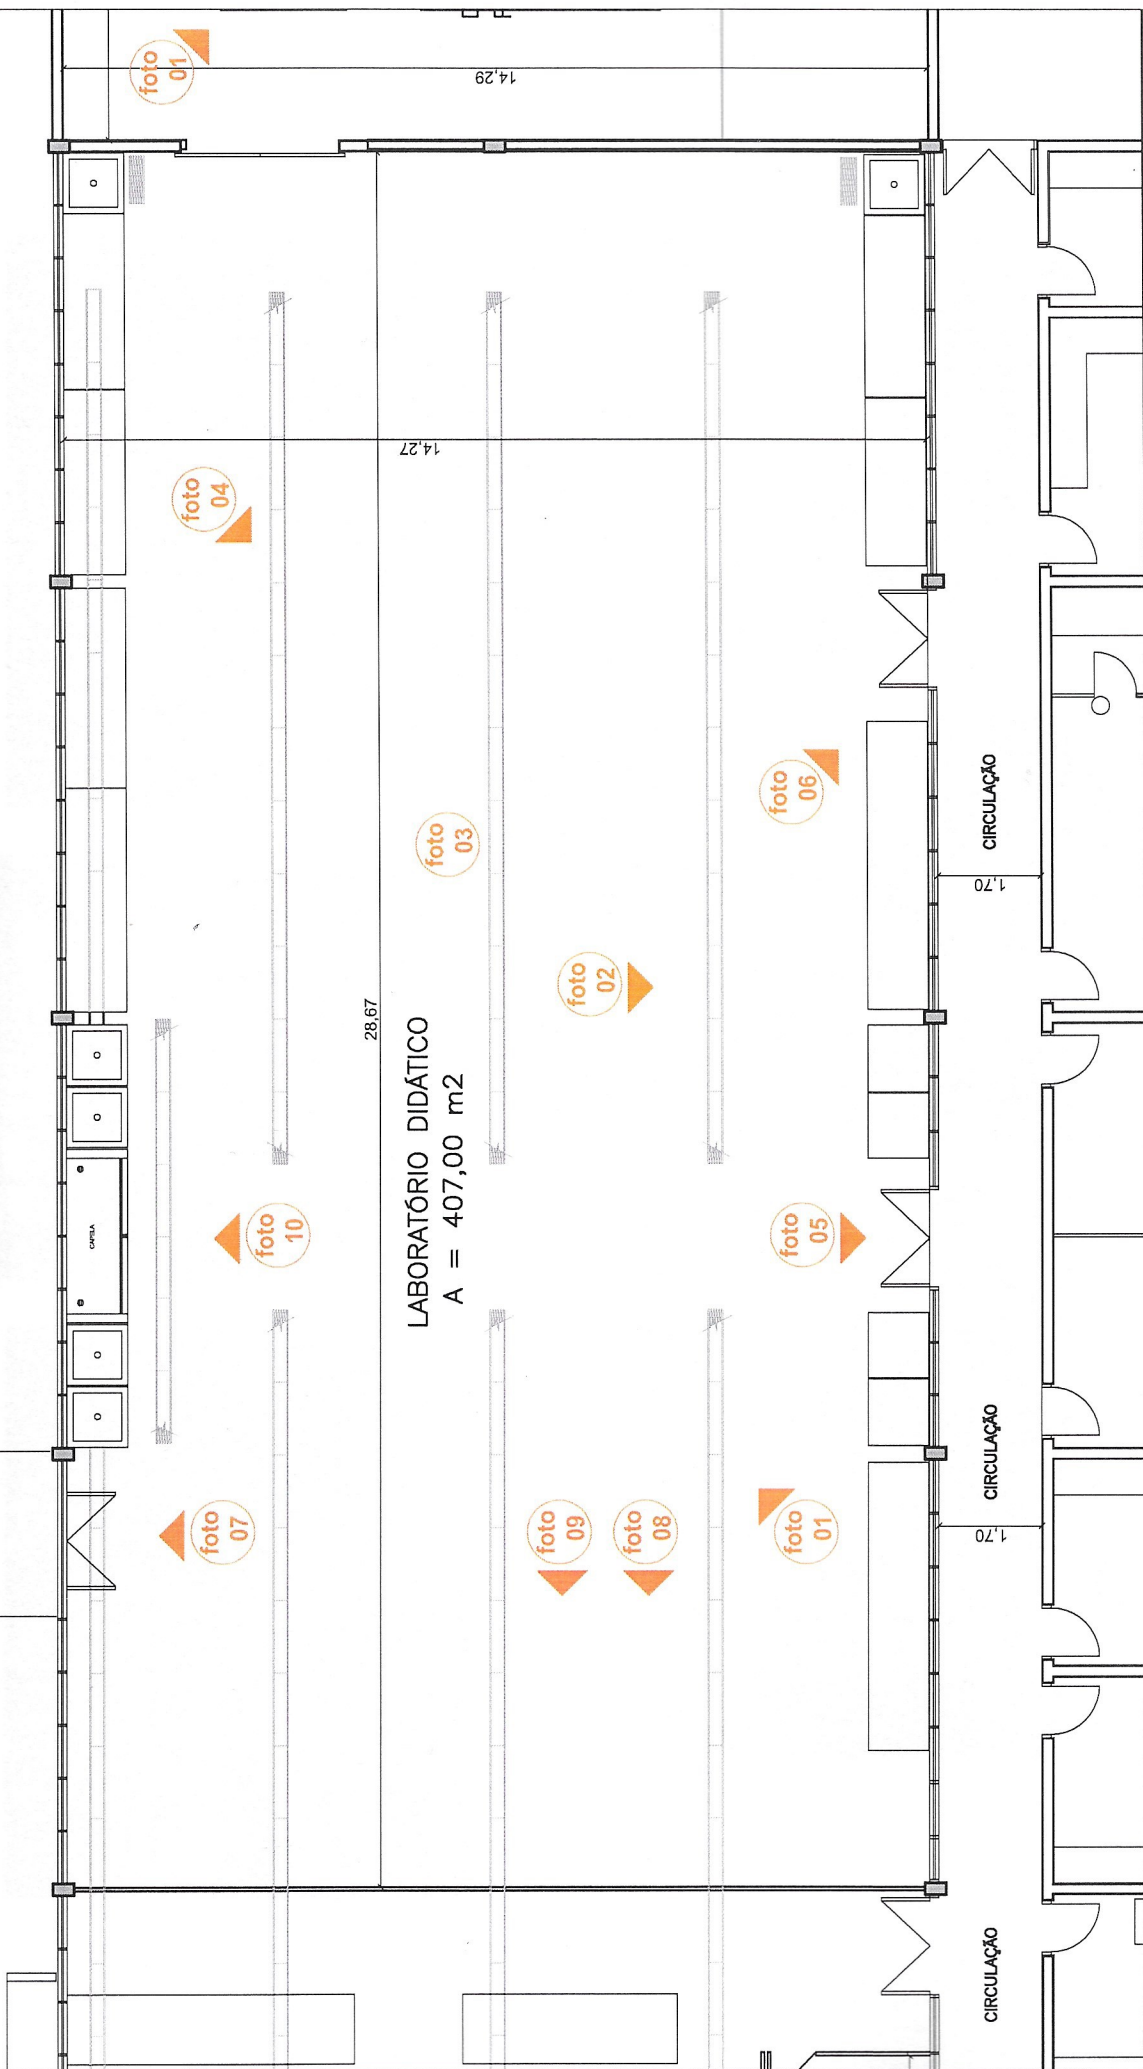 foto
01
14,29
14,27
foto
04
foto
06
foto
03
CIRCULAÇÃO
1,70
foto
02
28,67
LABORATÓRIO DIDÁTICO
A = 407,00 m2
CAPELA
foto
10
foto
05
foto
07
foto
09
foto
08
foto
01
CIRCULAÇÃO
1,70
CIRCULAÇÃO